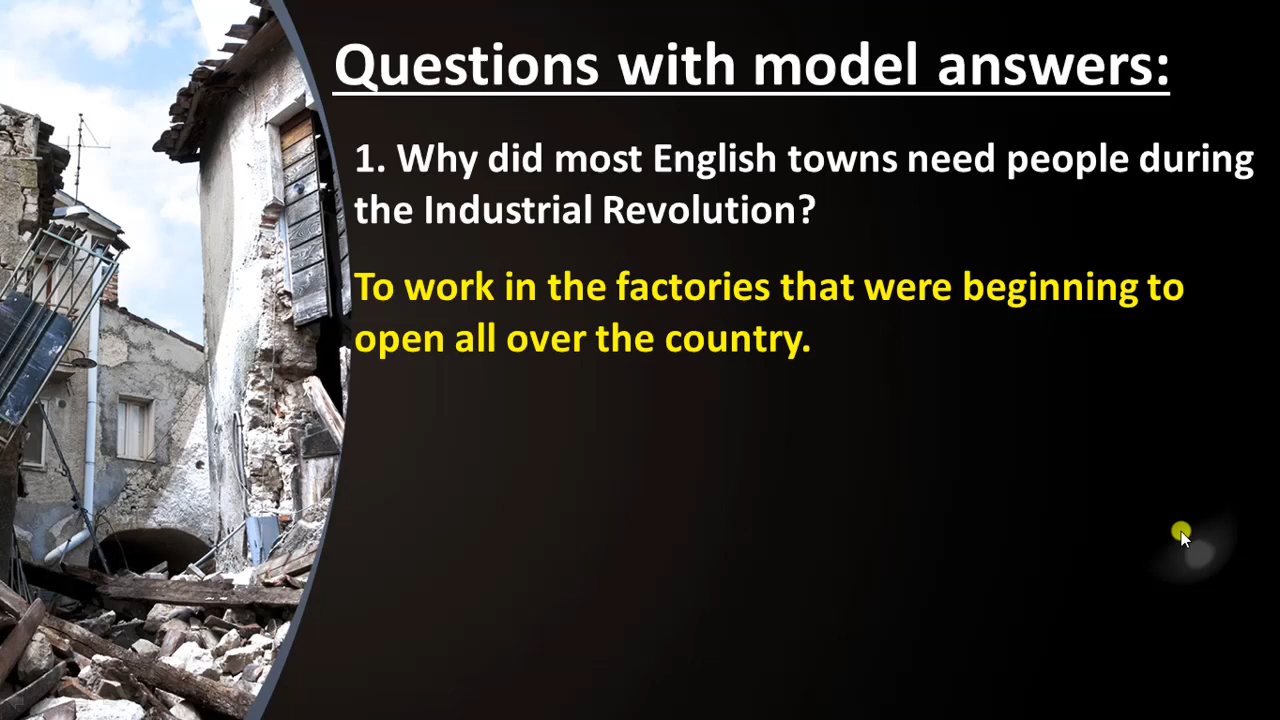 Questions with model answers:
1. Why did most English towns need people during
the Industrial Revolution?
To work in the factories that were beginning to
open all over the country.